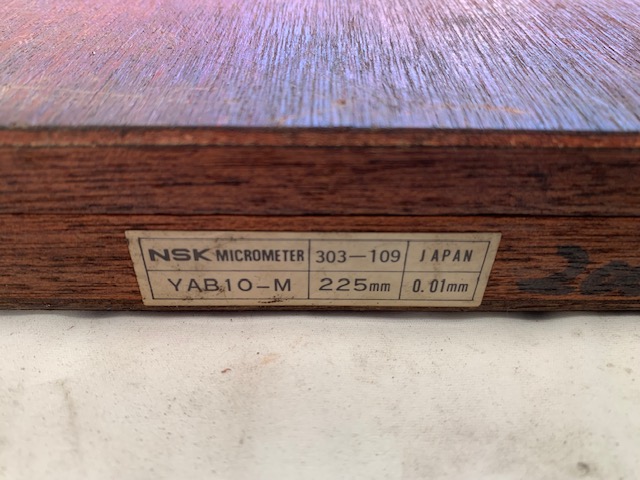 NSK MICROMETER 303-109 JAPAN
YAB10-M 225mm 0.01mm